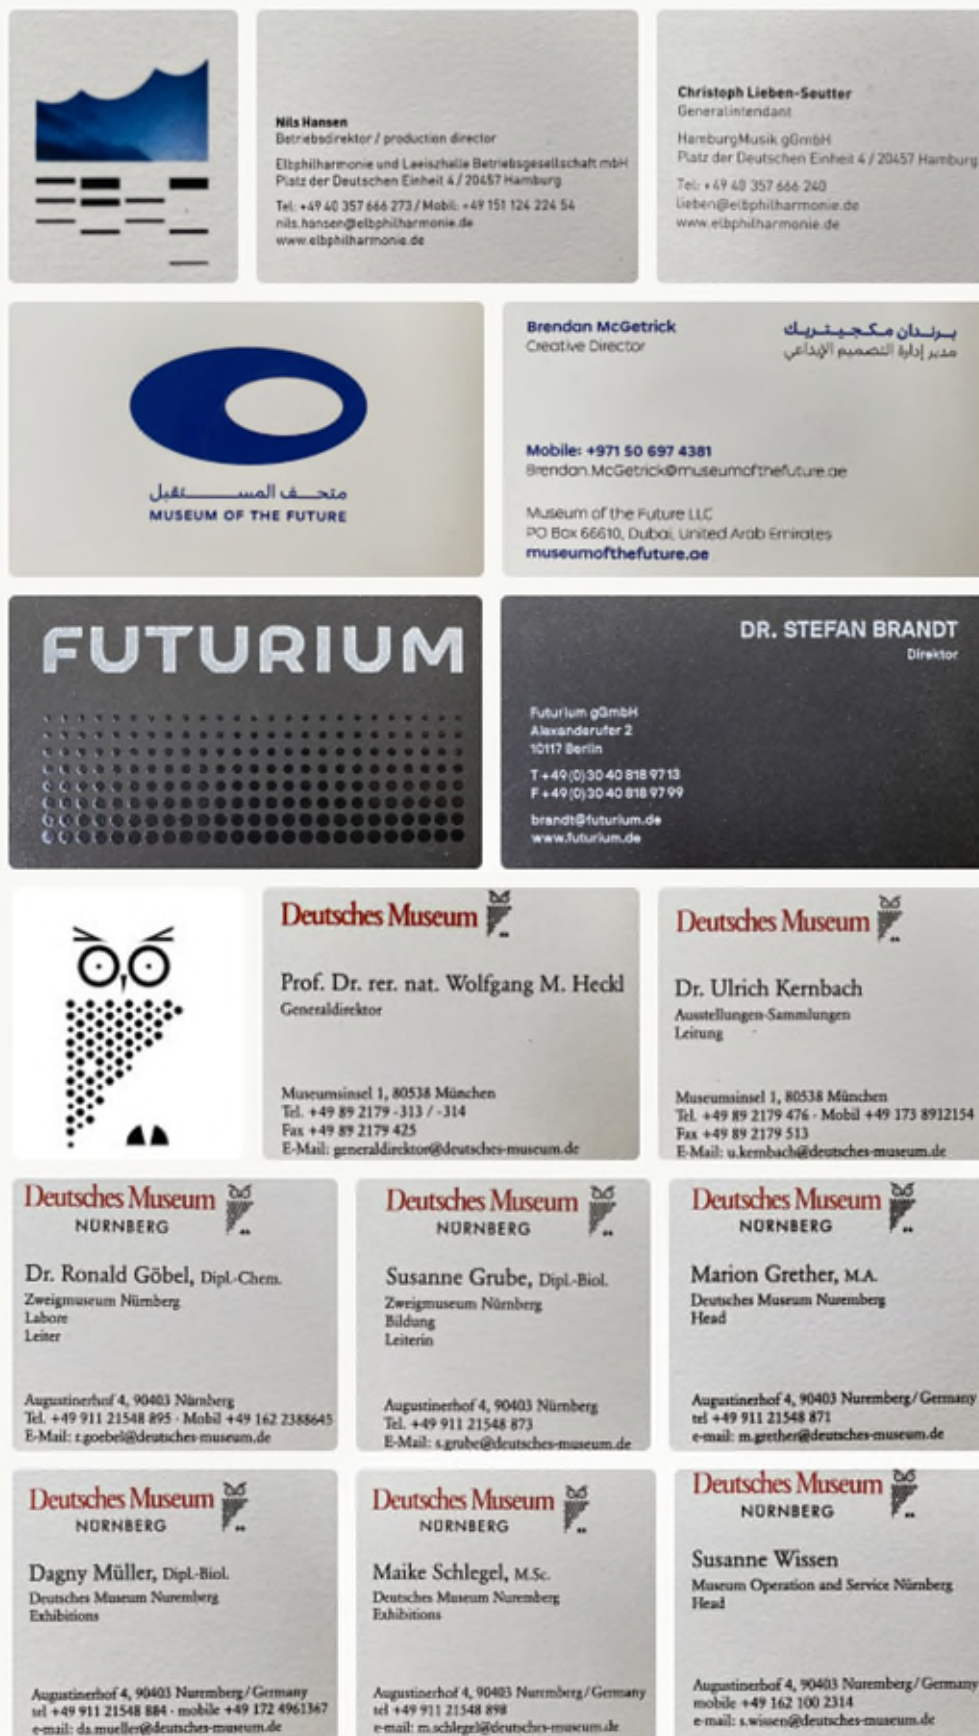 Nils Hansen
Betriebsdirektor / production director
Elbphilharmonie und Laeiszhalle Betriebsgesellschaft mbH
Platz der Deutschen Einheit 4 / 20457 Hamburg
Tel: +49 40 357 666 273 / Mobil: +49 151 124 224 54
nils.hansen@elbphilharmonie.de
www.elbphilharmonie.de
Christoph Lieben-Seutter
Generalintendant
HamburgMusik gGmbH
Platz der Deutschen Einheit 4 / 20457 Hamburg
Tel: +49 40 357 666 240
lieben@elbphilharmonie.de
www.elbphilharmonie.de
متحف المستقبل
MUSEUM OF THE FUTURE
Brendan McGetrick
Creative Director
برندان مكجيتريك
مدير إدارة التصميم الإبداعي
Mobile: +971 50 697 4381
Brendan.McGetrick@museumofthefuture.ae
Museum of the Future LLC
PO Box 66610, Dubai, United Arab Emirates
museumofthefuture.ae
FUTURIUM
DR. STEFAN BRANDT
Direktor
Futurium gGmbH
Alexanderufer 2
10117 Berlin
T +49 (0) 30 40 818 97 13
F +49 (0) 30 40 818 97 99
brandt@futurium.de
www.futurium.de
Deutsches Museum
Prof. Dr. rer. nat. Wolfgang M. Heckl
Generaldirektor
Museumsinsel 1, 80538 München
Tel. +49 89 2179 -313 / -314
Fax +49 89 2179 425
E-Mail: generaldirektor@deutsches-museum.de
Deutsches Museum
Dr. Ulrich Kernbach
Ausstellungen-Sammlungen
Leitung
Museumsinsel 1, 80538 München
Tel. +49 89 2179 476 · Mobil +49 173 8912154
Fax +49 89 2179 513
E-Mail: u.kernbach@deutsches-museum.de
Deutsches Museum
NÜRNBERG
Dr. Ronald Göbel, Dipl.-Chem.
Zweigmuseum Nürnberg
Labore
Leiter
Augustinerhof 4, 90403 Nürnberg
Tel. +49 911 21548 895 · Mobil +49 162 2388645
E-Mail: r.goebel@deutsches-museum.de
Deutsches Museum
NÜRNBERG
Susanne Grube, Dipl.-Biol.
Zweigmuseum Nürnberg
Bildung
Leiterin
Augustinerhof 4, 90403 Nürnberg
Tel. +49 911 21548 873
E-Mail: s.grube@deutsches-museum.de
Deutsches Museum
NÜRNBERG
Marion Grether, M.A.
Deutsches Museum Nuremberg
Head
Augustinerhof 4, 90403 Nuremberg/Germany
tel +49 911 21548 871
e-mail: m.grether@deutsches-museum.de
Deutsches Museum
NÜRNBERG
Dagny Müller, Dipl.-Biol.
Deutsches Museum Nuremberg
Exhibitions
Augustinerhof 4, 90403 Nuremberg/Germany
tel +49 911 21548 884 · mobile +49 172 4961367
e-mail: da.mueller@deutsches-museum.de
Deutsches Museum
NÜRNBERG
Maike Schlegel, M.Sc.
Deutsches Museum Nuremberg
Exhibitions
Augustinerhof 4, 90403 Nuremberg/Germany
tel +49 911 21548 898
e-mail: m.schlegel@deutsches-museum.de
Deutsches Museum
NÜRNBERG
Susanne Wissen
Museum Operation and Service Nürnberg
Head
Augustinerhof 4, 90403 Nuremberg/Germany
mobile +49 162 100 2314
e-mail: s.wissen@deutsches-museum.de